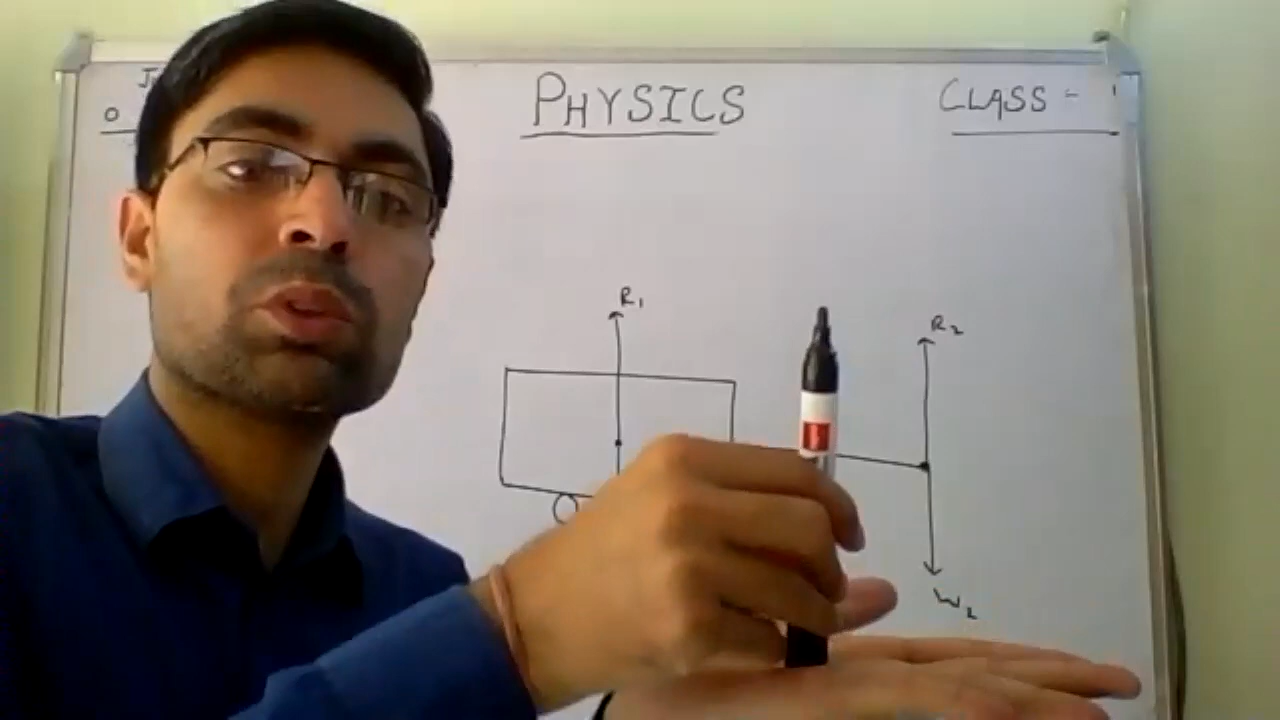 PHYSICS
CLASS -
R₁
R₂
W₂